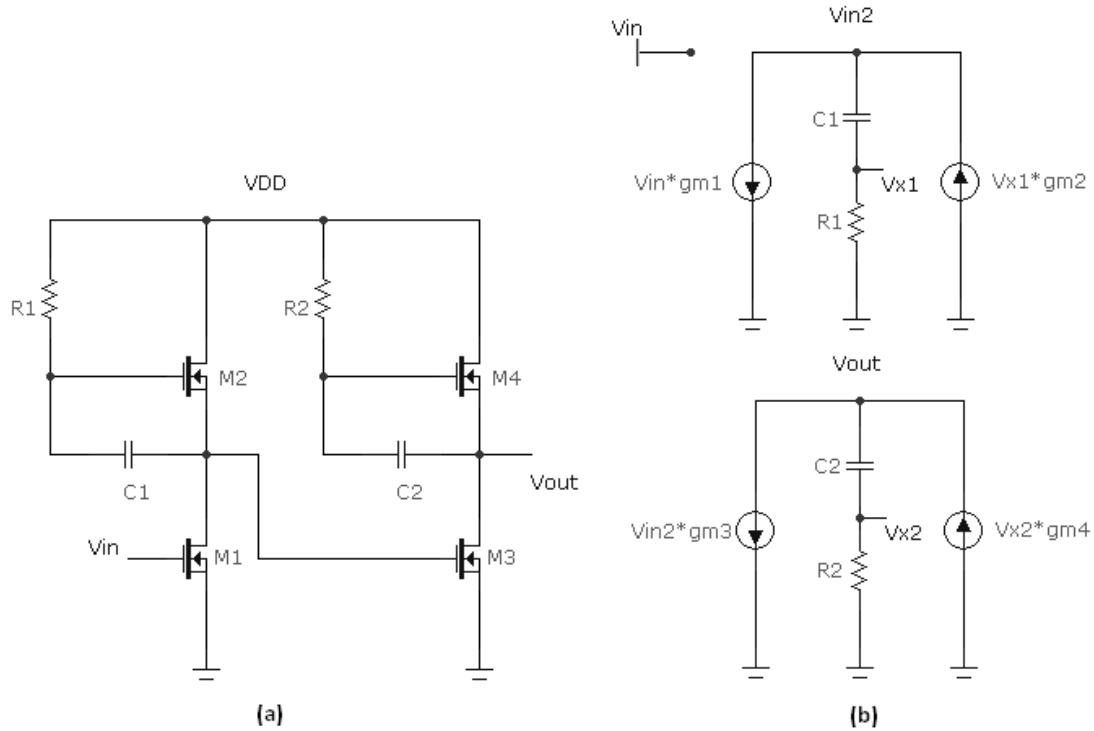 VDD
R1
R2
M2
M4
C1
C2
Vout
Vin
M1
M3
(a)
Vin
Vin2
C1
Vin*gm1
Vx1
Vx1*gm2
R1
Vout
C2
Vin2*gm3
Vx2
Vx2*gm4
R2
(b)